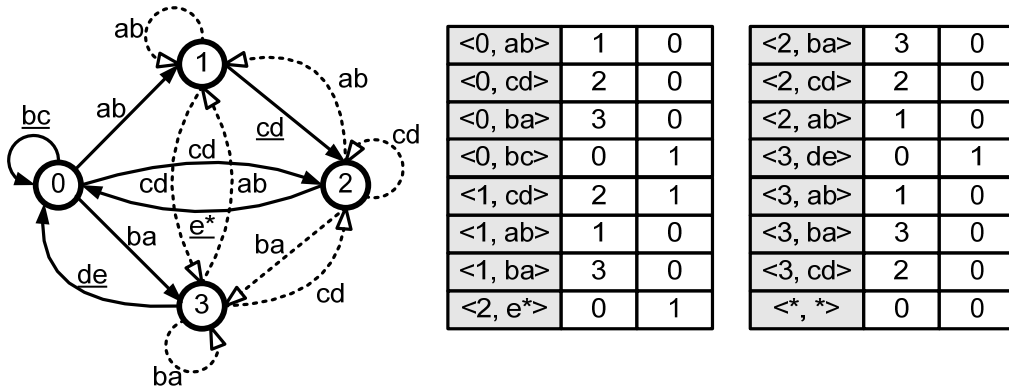 ab
1
ab
ab
bc
cd
cd
cd
0
cd
ab
2
e*
ba
ba
de
cd
3
ba
<0, ab> 1 0
<0, cd> 2 0
<0, ba> 3 0
<0, bc> 0 1
<1, cd> 2 1
<1, ab> 1 0
<1, ba> 3 0
<2, e*> 0 1
<2, ba> 3 0
<2, cd> 2 0
<2, ab> 1 0
<3, de> 0 1
<3, ab> 1 0
<3, ba> 3 0
<3, cd> 2 0
<*, *> 0 0